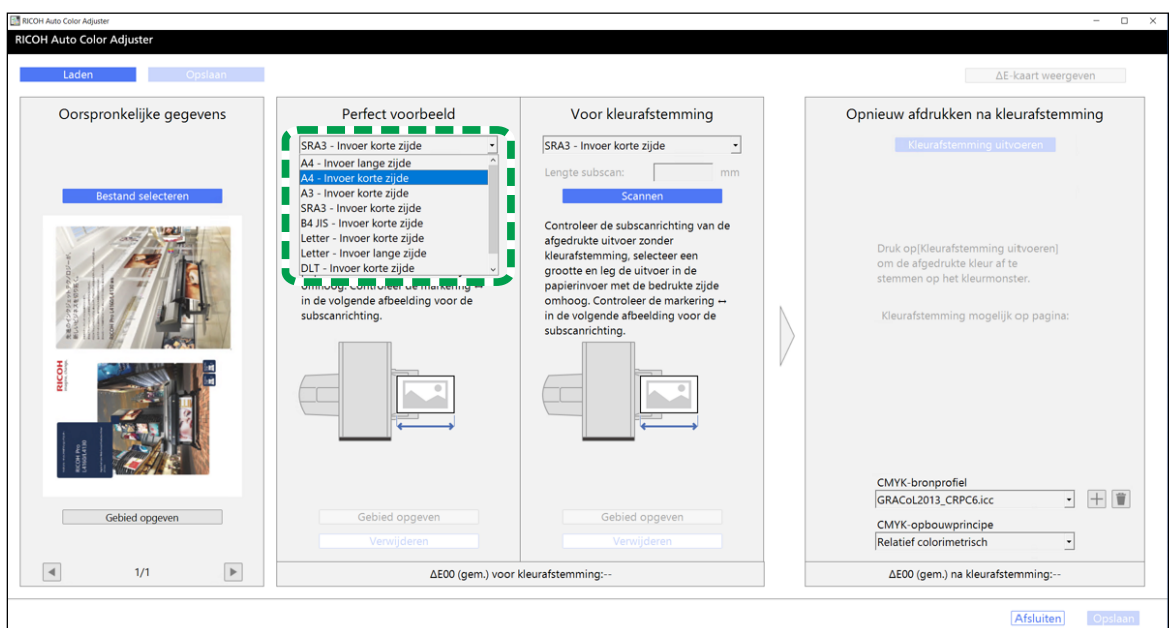 RICOH Auto Color Adjuster
RICOH Auto Color Adjuster
Laden
Opslaan
ΔE-kaart weergeven
Oorspronkelijke gegevens
Bestand selecteren
RICOH
RICOH Pro
L4160/L4130
Gebied opgeven
1/1
Perfect voorbeeld
SRA3 - Invoer korte zijde
A4 - Invoer lange zijde
A4 - Invoer korte zijde
A3 - Invoer korte zijde
SRA3 - Invoer korte zijde
B4 JIS - Invoer korte zijde
Letter - Invoer korte zijde
Letter - Invoer lange zijde
DLT - Invoer korte zijde
omhoog. Controleer de markering ↔
in de volgende afbeelding voor de
subscanrichting.
Gebied opgeven
Verwijderen
Voor kleurafstemming
SRA3 - Invoer korte zijde
Lengte subscan:
mm
Scannen
Controleer de subscanrichting van de
afgedrukte uitvoer zonder
kleurafstemming, selecteer een
grootte en leg de uitvoer in de
papierinvoer met de bedrukte zijde
omhoog. Controleer de markering ↔
in de volgende afbeelding voor de
subscanrichting.
Gebied opgeven
Verwijderen
ΔE00 (gem.) voor kleurafstemming:--
Opnieuw afdrukken na kleurafstemming
Kleurafstemming uitvoeren
Druk op[Kleurafstemming uitvoeren]
om de afgedrukte kleur af te
stemmen op het kleurmonster.
Kleurafstemming mogelijk op pagina:
CMYK-bronprofiel
GRACoL2013_CRPC6.icc
CMYK-opbouwprincipe
Relatief colorimetrisch
ΔE00 (gem.) na kleurafstemming:--
Afsluiten
Opslaan